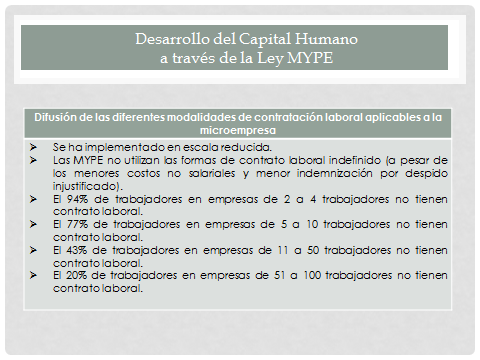 Desarrollo del Capital Humano
a través de la Ley MYPE
Difusión de las diferentes modalidades de contratación laboral aplicables a la
microempresa
➢ Se ha implementado en escala reducida.
➢ Las MYPE no utilizan las formas de contrato laboral indefinido (a pesar de
los menores costos no salariales y menor indemnización por despido
injustificado).
➢ El 94% de trabajadores en empresas de 2 a 4 trabajadores no tienen
contrato laboral.
➢ El 77% de trabajadores en empresas de 5 a 10 trabajadores no tienen
contrato laboral.
➢ El 43% de trabajadores en empresas de 11 a 50 trabajadores no tienen
contrato laboral.
➢ El 20% de trabajadores en empresas de 51 a 100 trabajadores no tienen
contrato laboral.